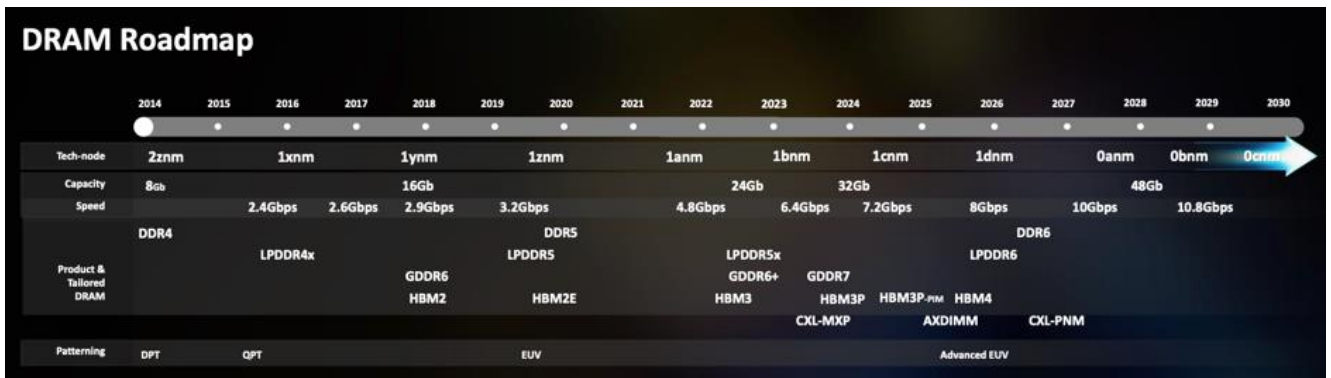 DRAM Roadmap
2014 2015 2016 2017 2018 2019 2020 2021 2022 2023 2024 2025 2026 2027 2028 2029 2030
Tech-node 2znm 1xnm 1ynm 1znm 1anm 1bnm 1cnm 1dnm 0anm 0bnm 0cnm
Capacity 8Gb 16Gb 24Gb 32Gb 48Gb
Speed 2.4Gbps 2.6Gbps 2.9Gbps 3.2Gbps 4.8Gbps 6.4Gbps 7.2Gbps 8Gbps 10Gbps 10.8Gbps
Product &
Tailored
DRAM
DDR4 DDR5 DDR6
LPDDR4x LPDDR5 LPDDR5x LPDDR6
GDDR6 GDDR6+ GDDR7
HBM2 HBM2E HBM3 HBM3P HBM3P-PIM HBM4
CXL-MXP AXDIMM CXL-PNM
Patterning DPT QPT EUV Advanced EUV